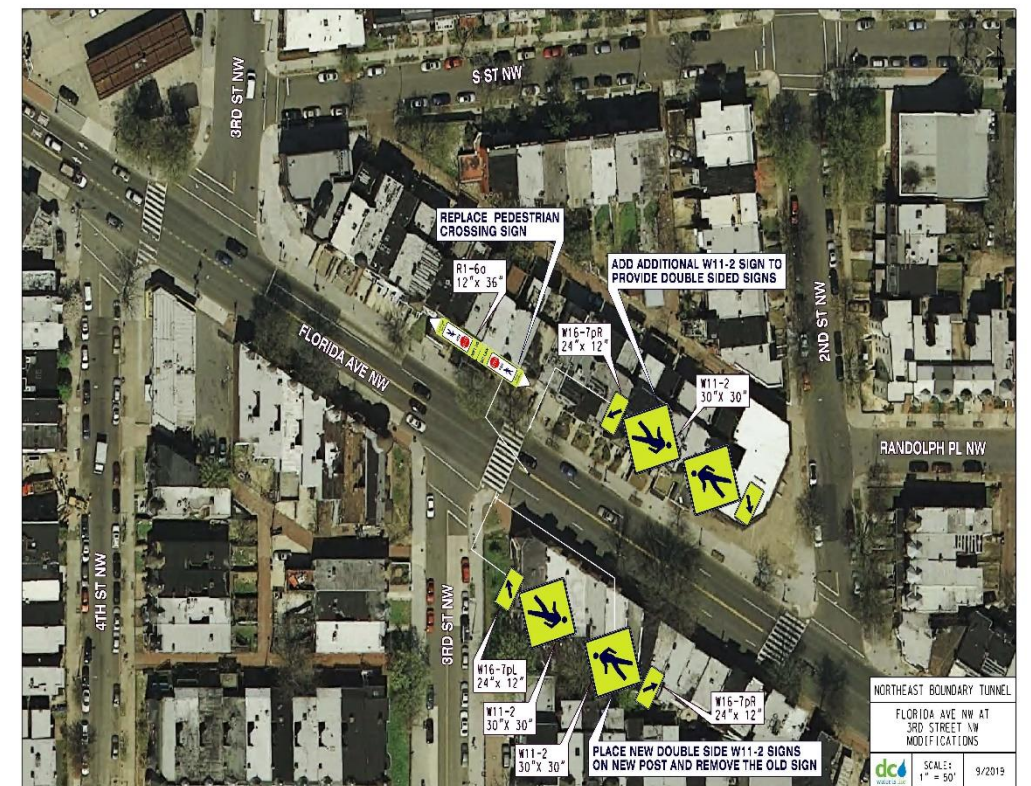 S ST NW
3RD ST NW
REPLACE PEDESTRIAN
CROSSING SIGN
R1-6a
12"x 36"
ADD ADDITIONAL W11-2 SIGN TO
PROVIDE DOUBLE SIDED SIGNS
W16-7pR
24"x 12"
W11-2
30"X 30"
2ND ST NW
FLORIDA AVE NW
RANDOLPH PL NW
4TH ST NW
3RD ST NW
W16-7pL
24"x 12"
W11-2
30"X 30"
W11-2
30"X 30"
W16-7pR
24"x 12"
PLACE NEW DOUBLE SIDE W11-2 SIGNS
ON NEW POST AND REMOVE THE OLD SIGN
NORTHEAST BOUNDARY TUNNEL
FLORIDA AVE NW AT
3RD STREET NW
MODIFICATIONS
dc
SCALE:
1" = 50'
9/2019